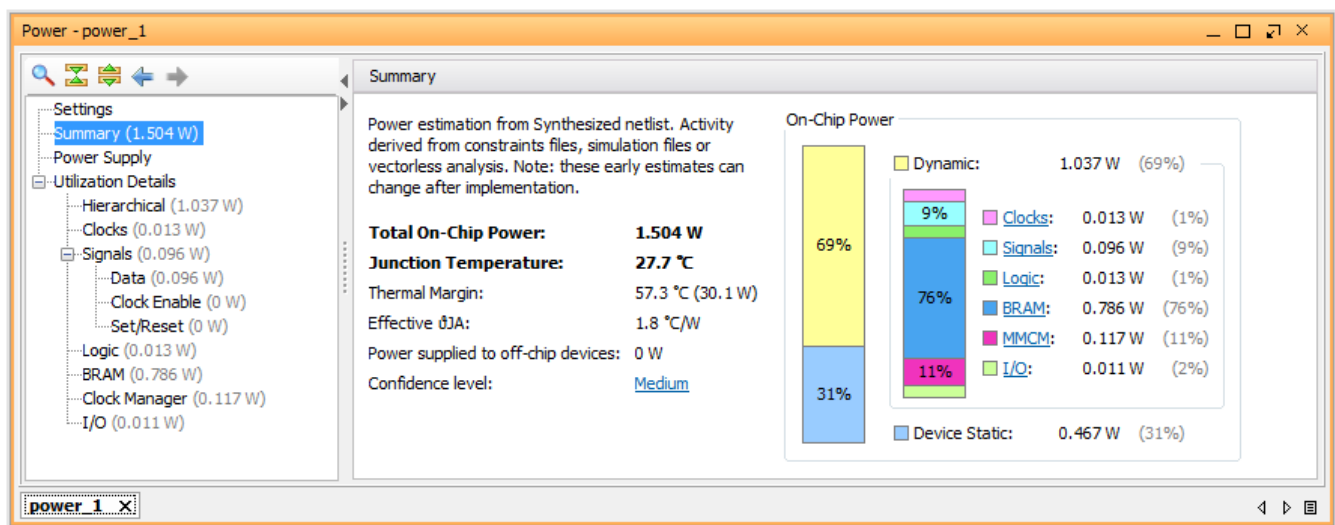 Power - power_1
Summary
Settings
Summary (1.504 W)
Power Supply
Utilization Details
Hierarchical (1.037 W)
Clocks (0.013 W)
Signals (0.096 W)
Data (0.096 W)
Clock Enable (0 W)
Set/Reset (0 W)
Logic (0.013 W)
BRAM (0.786 W)
Clock Manager (0.117 W)
I/O (0.011 W)
Power estimation from Synthesized netlist. Activity
derived from constraints files, simulation files or
vectorless analysis. Note: these early estimates can
change after implementation.
Total On-Chip Power: 1.504 W
Junction Temperature: 27.7 °C
Thermal Margin: 57.3 °C (30.1 W)
Effective ϑJA: 1.8 °C/W
Power supplied to off-chip devices: 0 W
Confidence level: Medium
On-Chip Power
69%
31%
Dynamic: 1.037 W (69%)
9%
76%
11%
Clocks: 0.013 W (1%)
Signals: 0.096 W (9%)
Logic: 0.013 W (1%)
BRAM: 0.786 W (76%)
MMCM: 0.117 W (11%)
I/O: 0.011 W (2%)
Device Static: 0.467 W (31%)
power_1